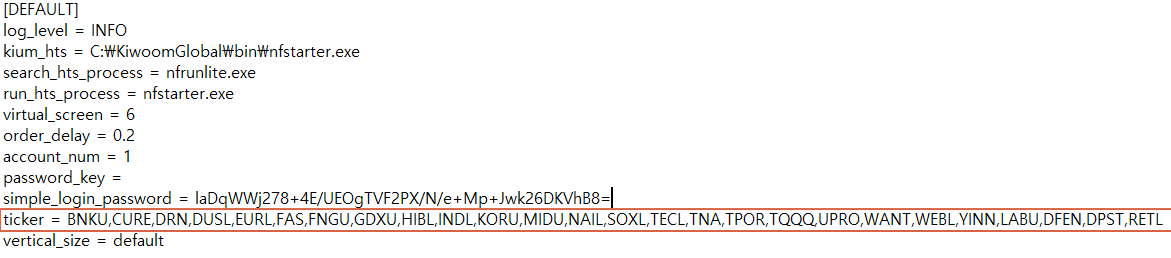 [DEFAULT]
log_level = INFO
kium_hts = C:₩KiwoomGlobal₩bin₩nfstarter.exe
search_hts_process = nfrunlite.exe
run_hts_process = nfstarter.exe
virtual_screen = 6
order_delay = 0.2
account_num = 1
password_key =
simple_login_password = laDqWWj278+4E/UEOgTVF2PX/N/e+Mp+Jwk26DKVhB8=
ticker = BNKU,CURE,DRN,DUSL,EURL,FAS,FNGU,GDXU,HIBL,INDL,KORU,MIDU,NAIL,SOXL,TECL,TNA,TPOR,TQQQ,UPRO,WANT,WEBL,YINN,LABU,DFEN,DPST,RETL
vertical_size = default